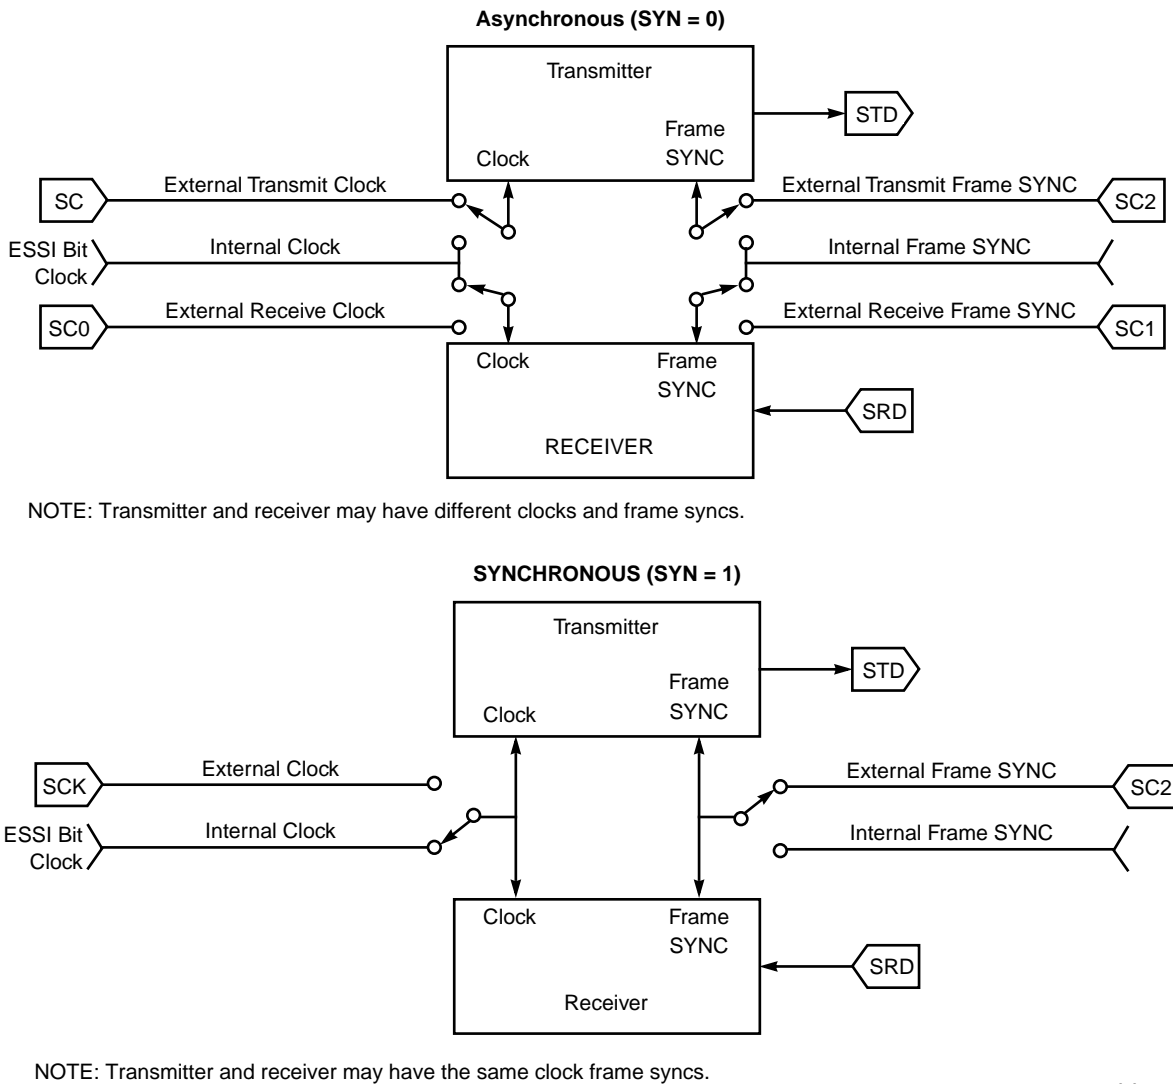 Asynchronous (SYN = 0)
Transmitter
STD
Frame
SYNC
Clock
SC
External Transmit Clock
External Transmit Frame SYNC
SC2
ESSI Bit
Clock
Internal Clock
Internal Frame SYNC
SC0
External Receive Clock
External Receive Frame SYNC
SC1
Clock
Frame
SYNC
SRD
RECEIVER
NOTE: Transmitter and receiver may have different clocks and frame syncs.
SYNCHRONOUS (SYN = 1)
Transmitter
STD
Frame
SYNC
Clock
SCK
External Clock
External Frame SYNC
SC2
ESSI Bit
Clock
Internal Clock
Internal Frame SYNC
Clock
Frame
SYNC
SRD
Receiver
NOTE: Transmitter and receiver may have the same clock frame syncs.